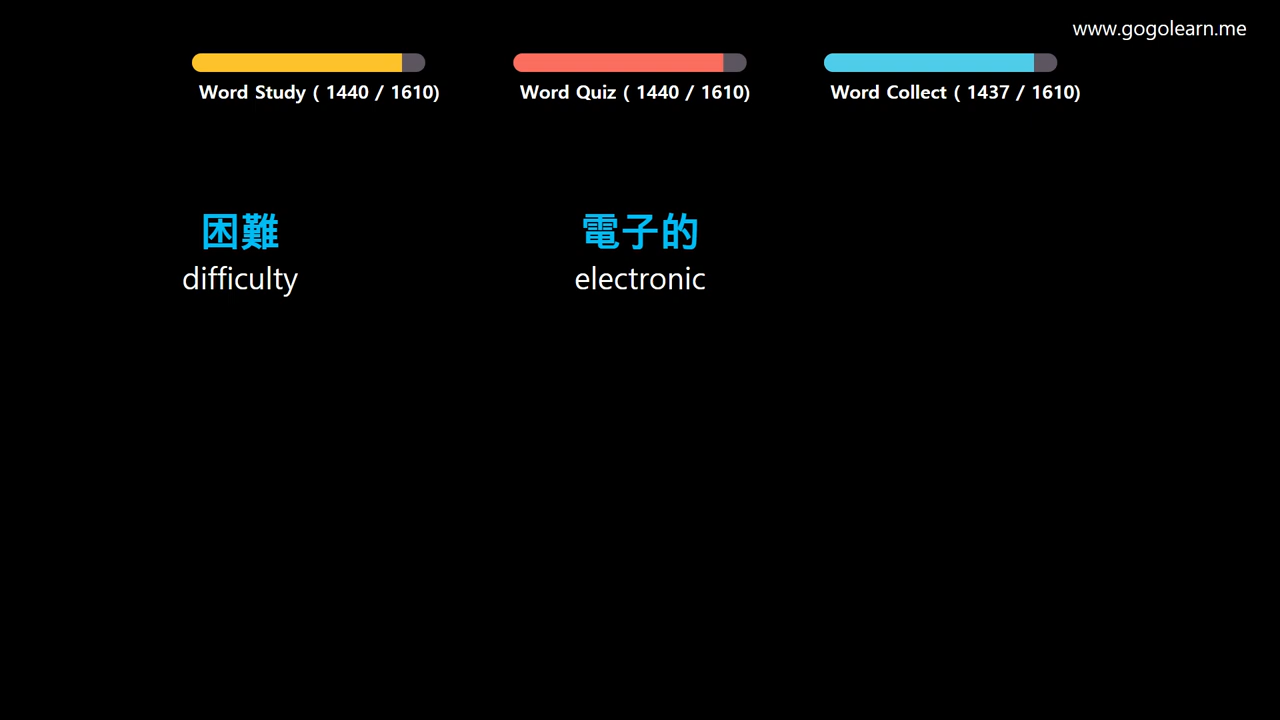 www.gogolearn.me
Word Study ( 1440 / 1610)
Word Quiz ( 1440 / 1610)
Word Collect ( 1437 / 1610)
困難
difficulty
電子的
electronic